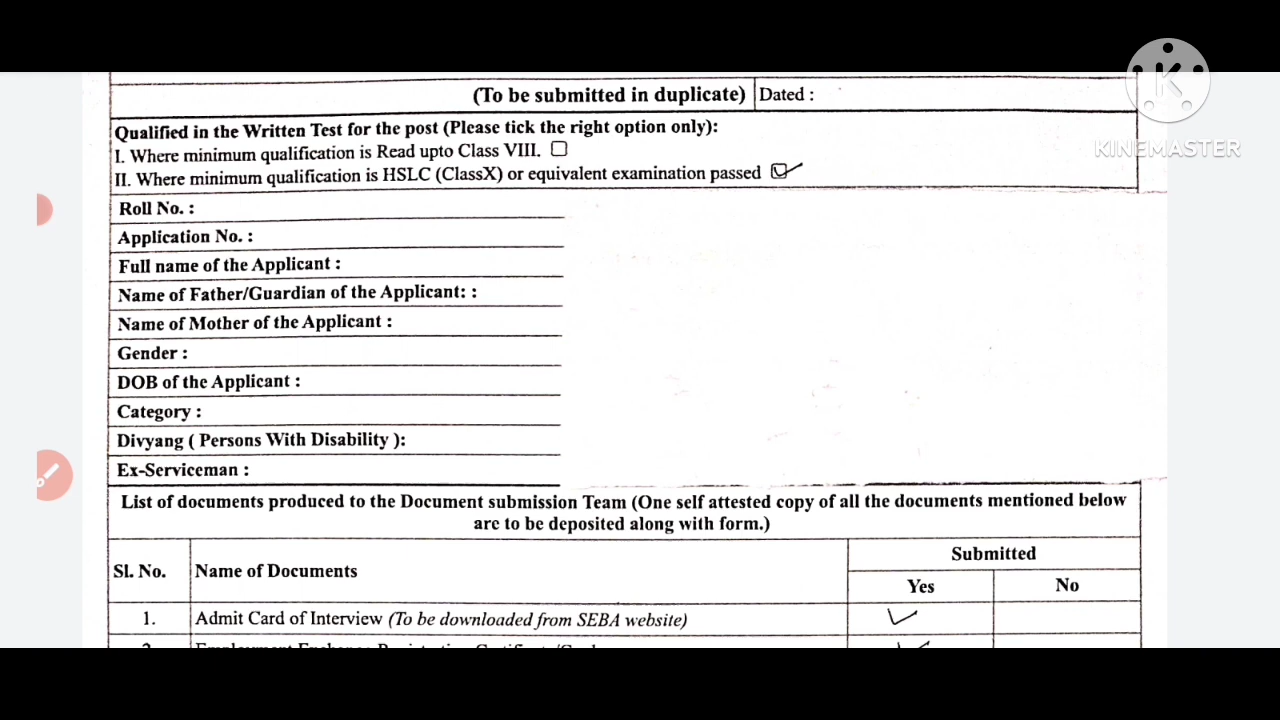 (To be submitted in duplicate) Dated :
Qualified in the Written Test for the post (Please tick the right option only):
I. Where minimum qualification is Read upto Class VIII.
II. Where minimum qualification is HSLC (ClassX) or equivalent examination passed
Roll No. :
Application No. :
Full name of the Applicant :
Name of Father/Guardian of the Applicant: :
Name of Mother of the Applicant :
Gender :
DOB of the Applicant :
Category :
Divyang ( Persons With Disability ):
Ex-Serviceman :
List of documents produced to the Document submission Team (One self attested copy of all the documents mentioned below
are to be deposited along with form.)
Sl. No. Name of Documents Submitted
Yes No
1. Admit Card of Interview (To be downloaded from SEBA website)
K
KINEMASTER